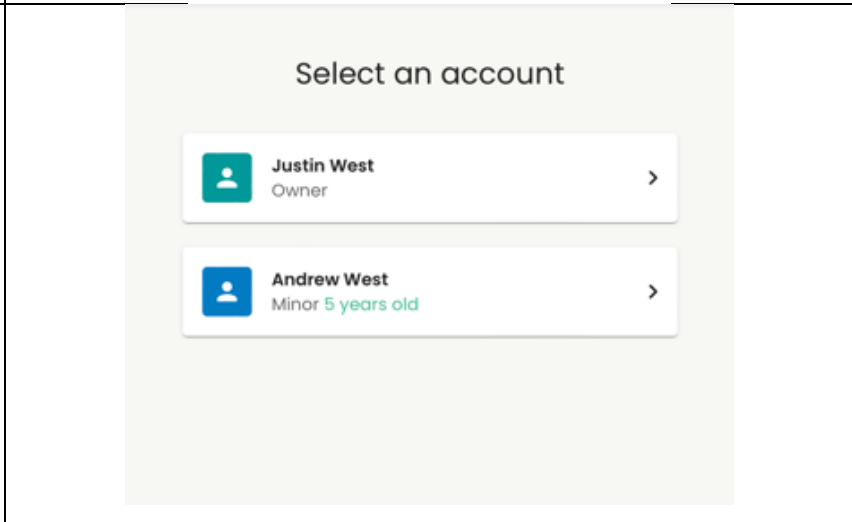 Select an account
Justin West
Owner
Andrew West
Minor 5 years old